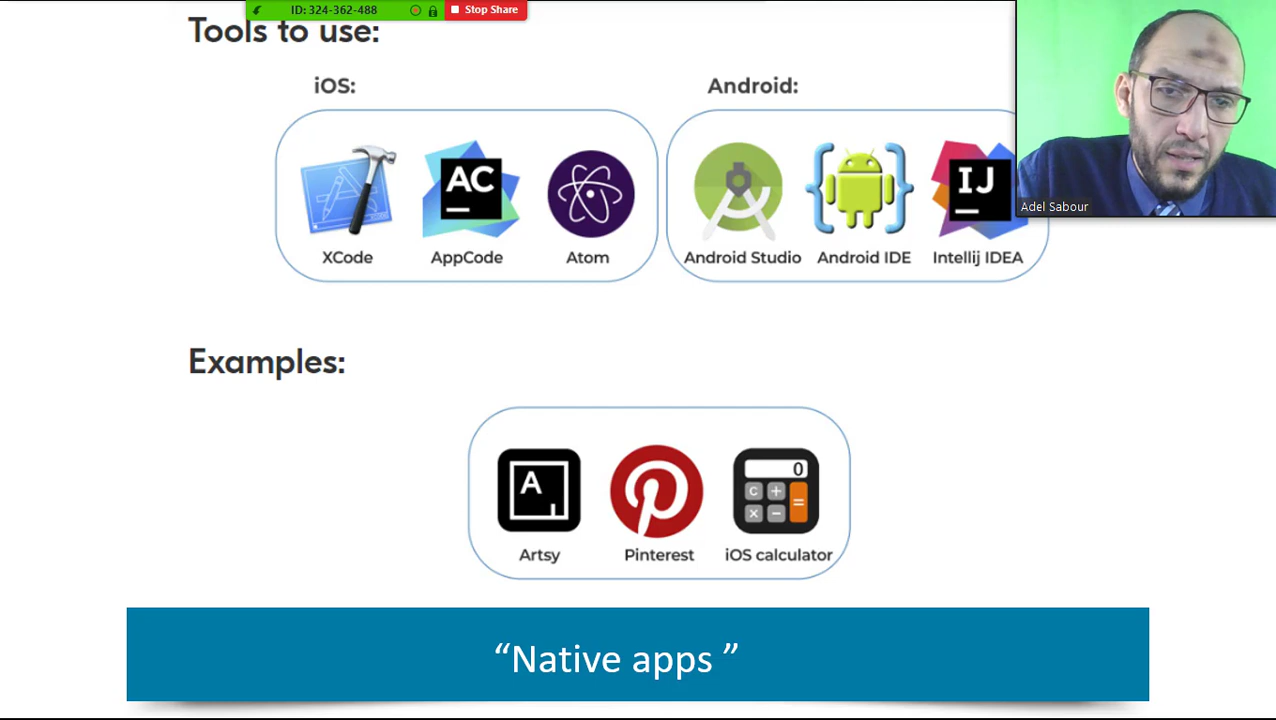 ID: 324-362-488
Stop Share
Tools to use:
iOS:
Android:
AC
IJ
XCode
AppCode
Atom
Android Studio
Android IDE
Intellij IDEA
Adel Sabour
Examples:
A
0
C + =
× −
Artsy
Pinterest
iOS calculator
“Native apps ”